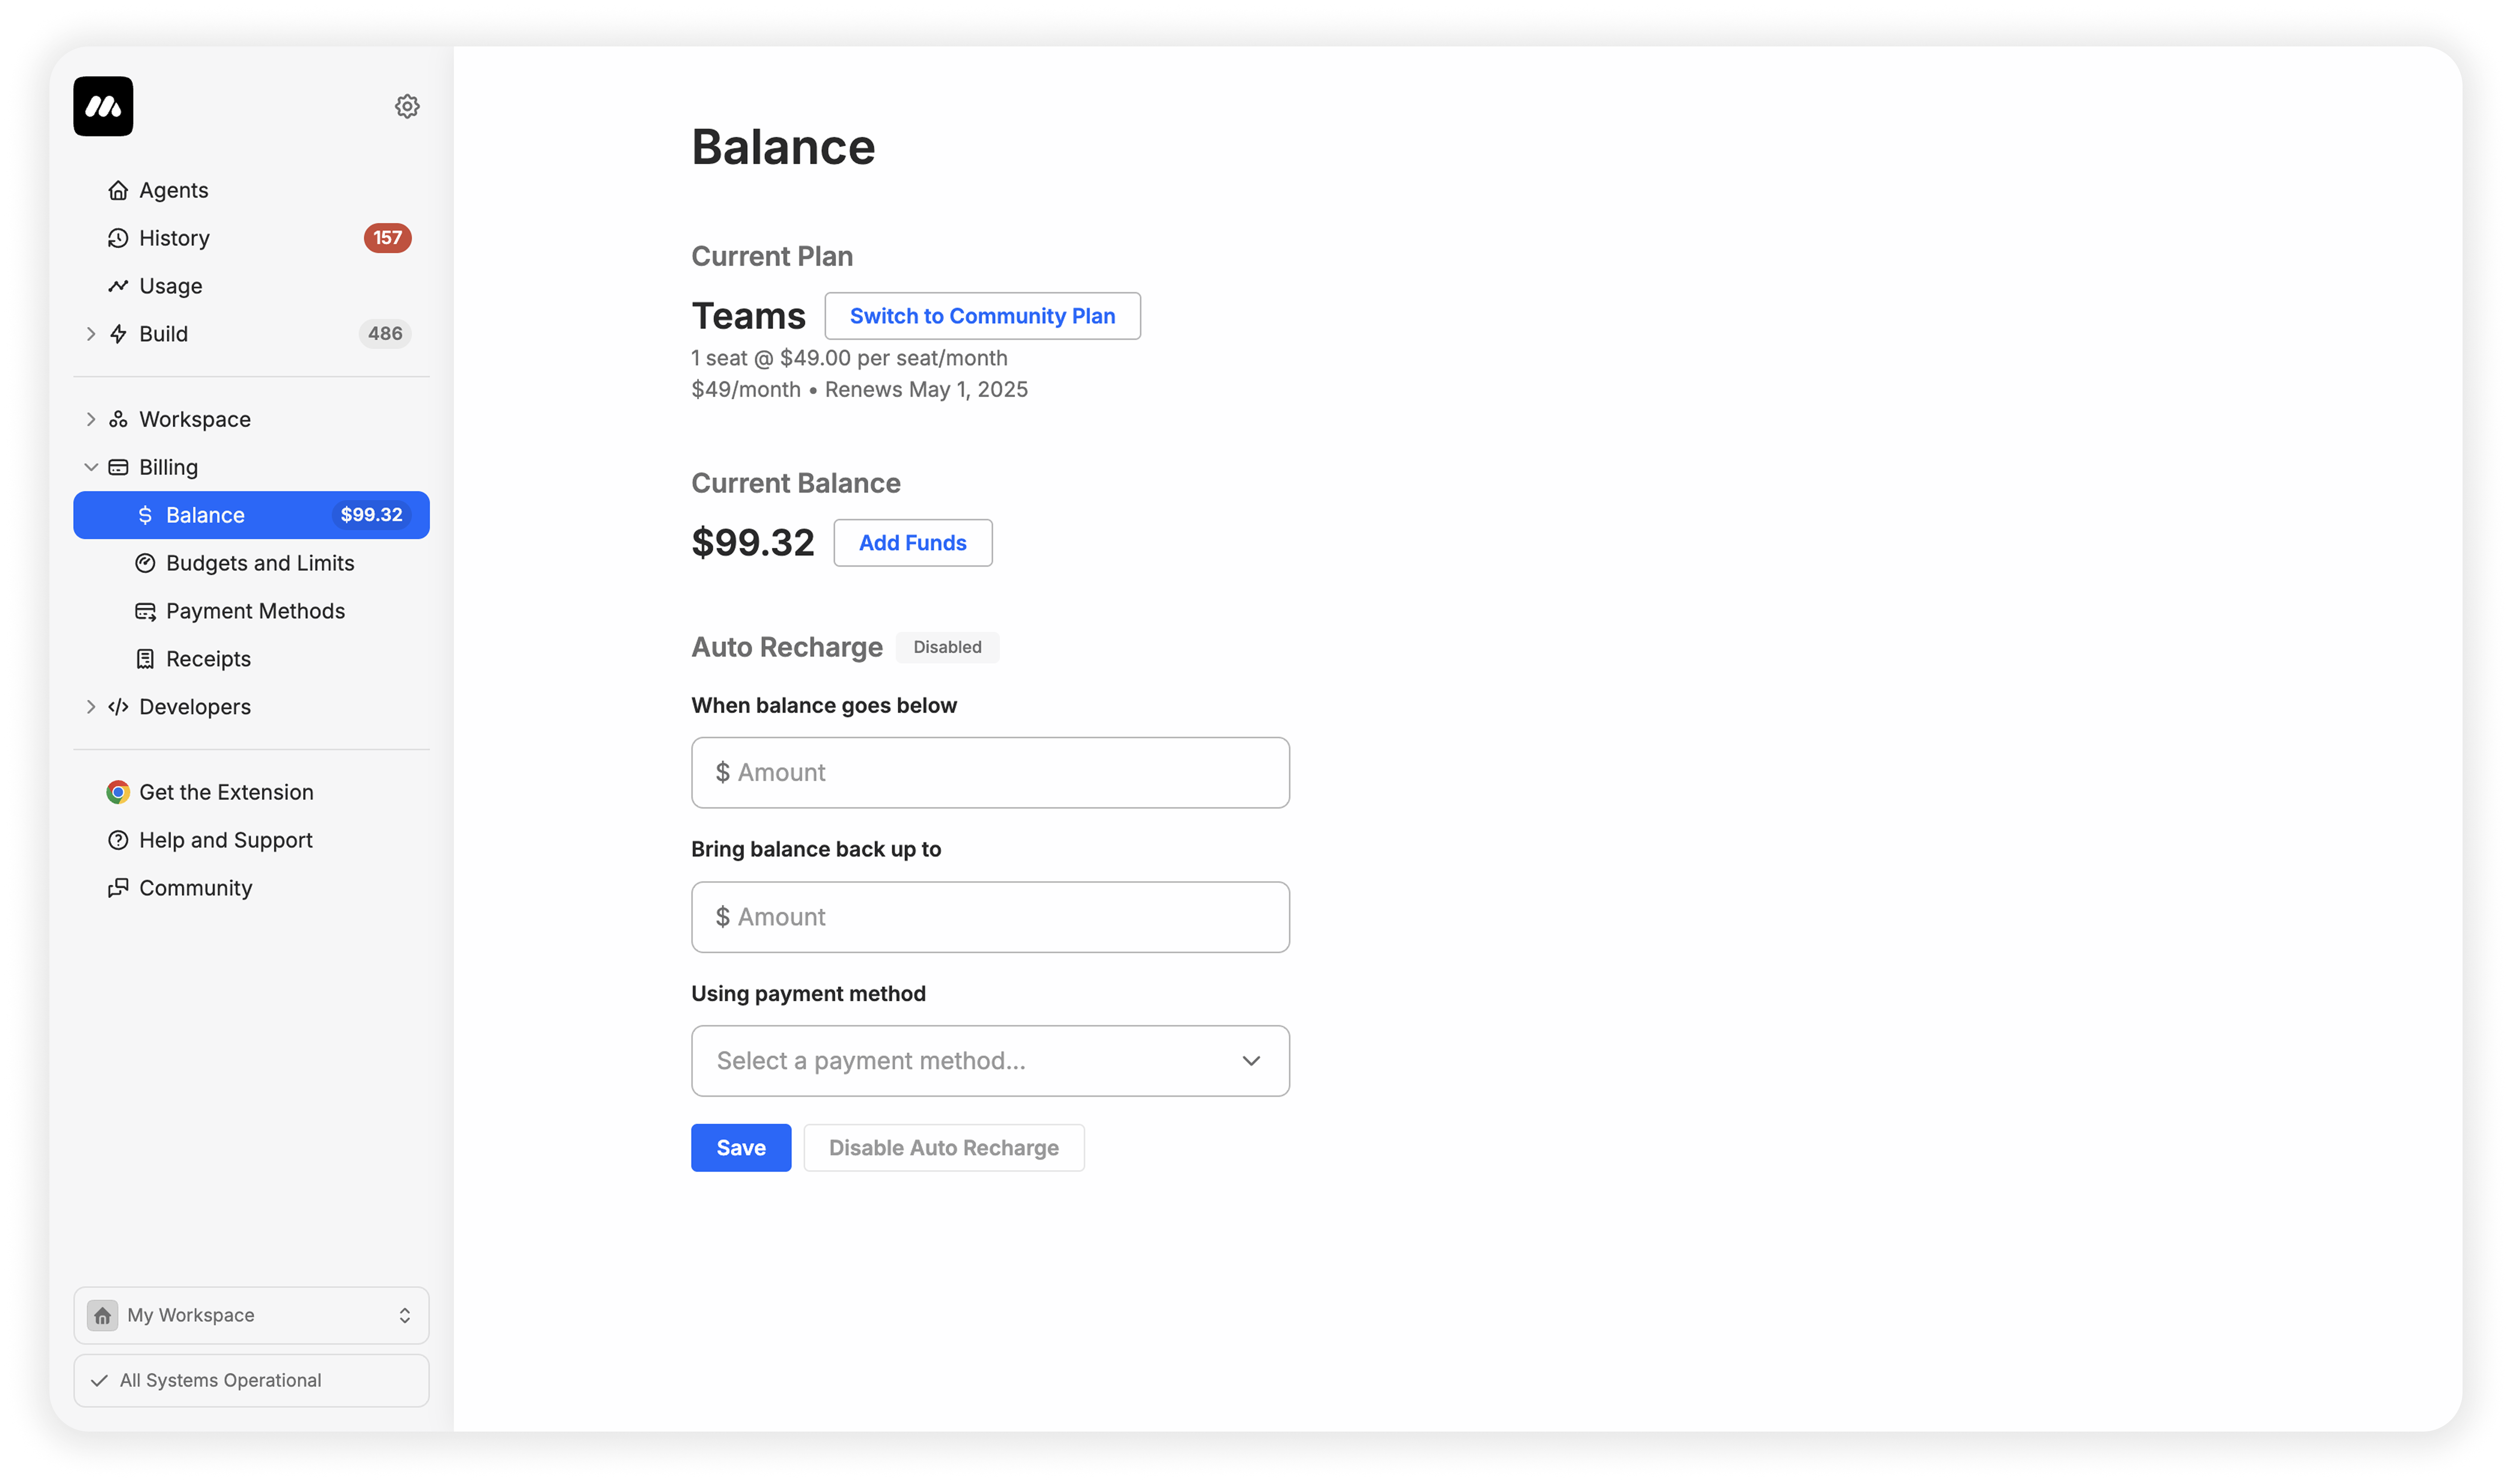 Agents
History 157
Usage
Build 486
Workspace
Billing
$ Balance $99.32
Budgets and Limits
Payment Methods
Receipts
Developers
Get the Extension
Help and Support
Community
My Workspace
All Systems Operational
Balance
Current Plan
Teams Switch to Community Plan
1 seat @ $49.00 per seat/month
$49/month • Renews May 1, 2025
Current Balance
$99.32 Add Funds
Auto Recharge Disabled
When balance goes below
$ Amount
Bring balance back up to
$ Amount
Using payment method
Select a payment method...
Save Disable Auto Recharge